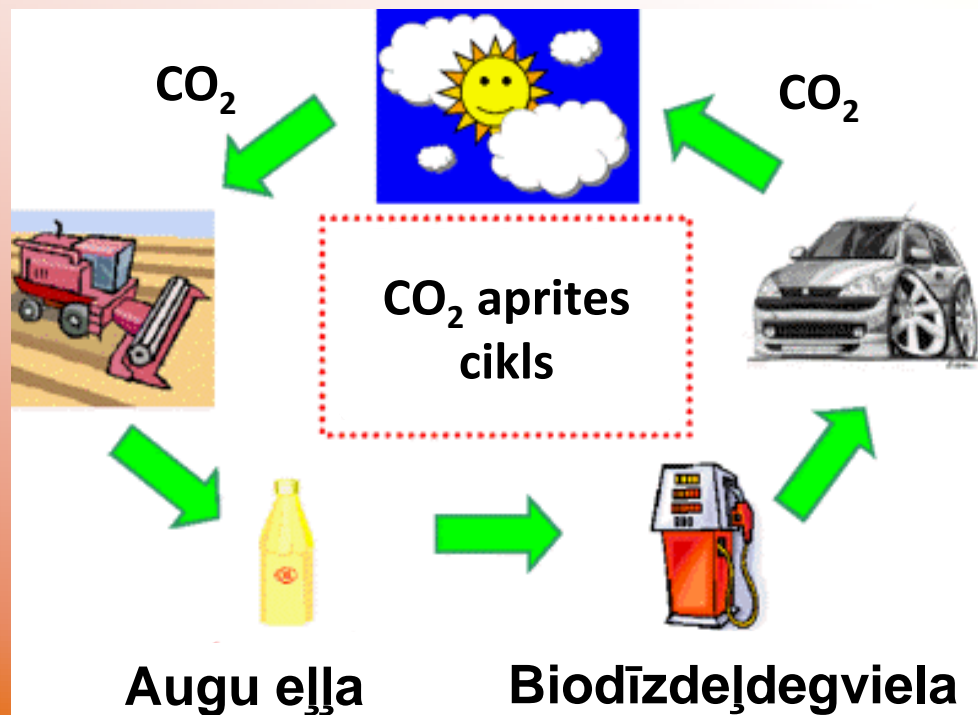 CO₂
CO₂
CO₂ aprites
cikls
Augu eļļa
Biodīzdeļdegviela